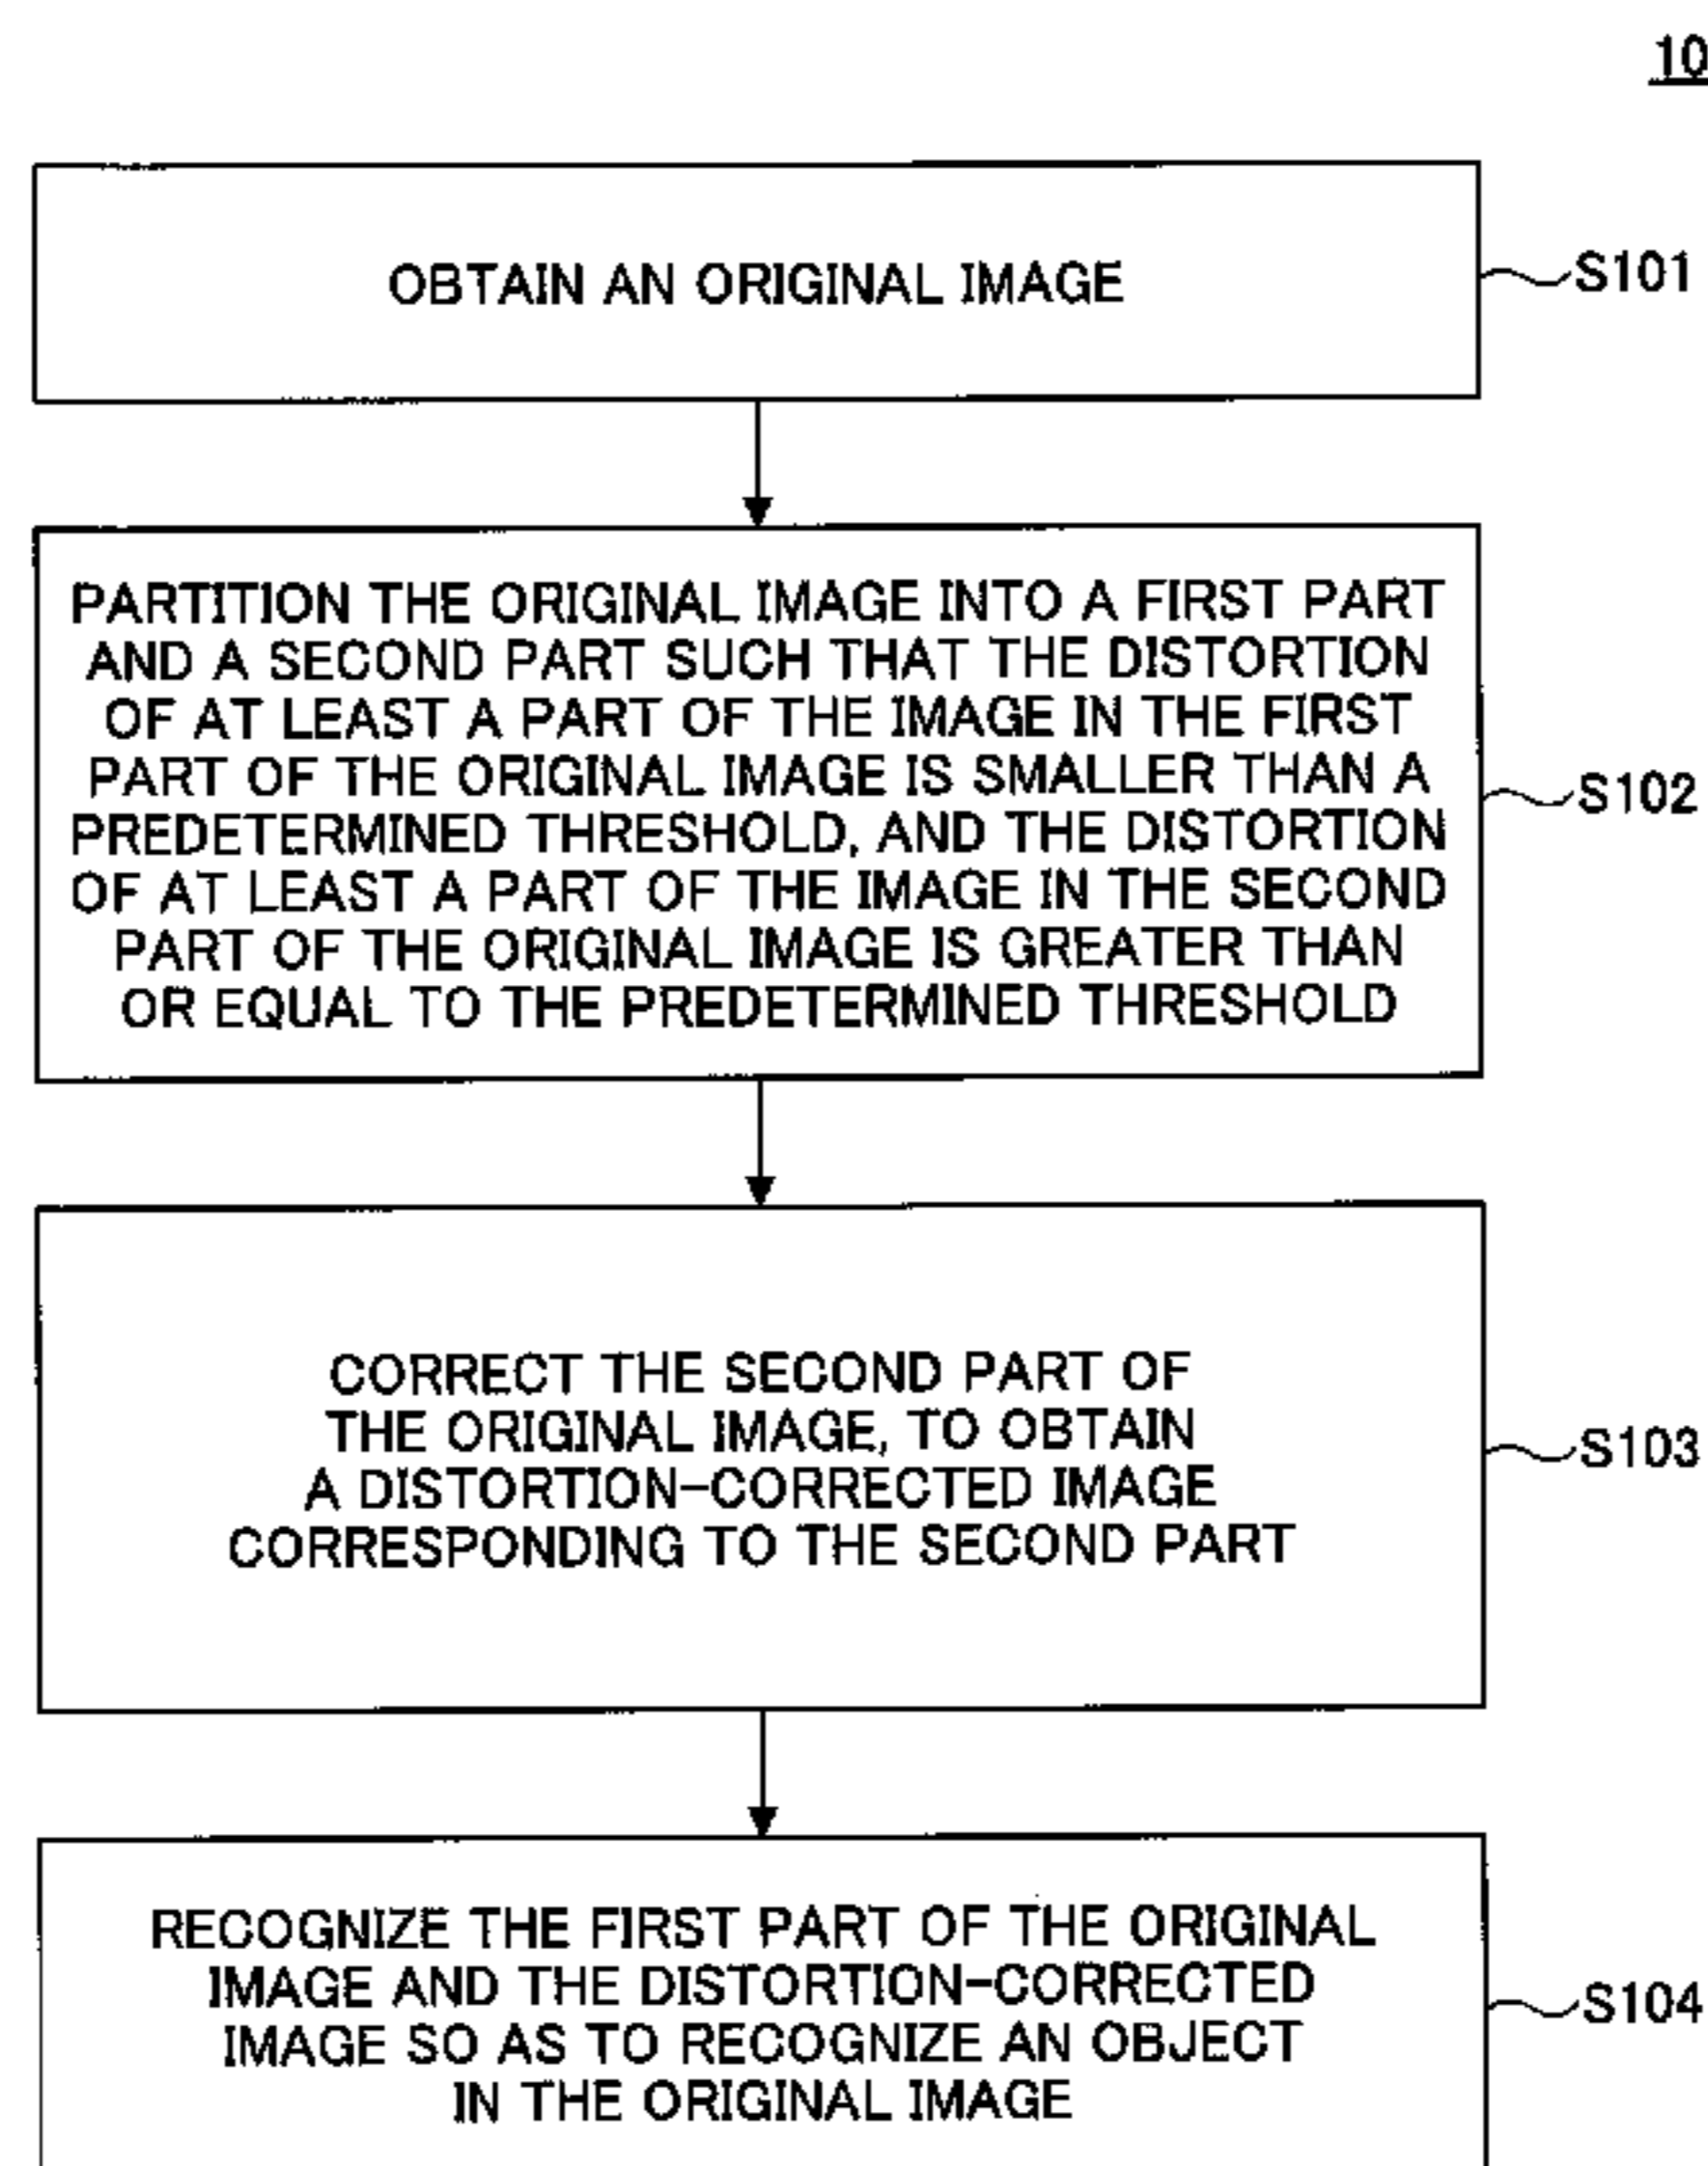 10
OBTAIN AN ORIGINAL IMAGE
S101
PARTITION THE ORIGINAL IMAGE INTO A FIRST PART
AND A SECOND PART SUCH THAT THE DISTORTION
OF AT LEAST A PART OF THE IMAGE IN THE FIRST
PART OF THE ORIGINAL IMAGE IS SMALLER THAN A
PREDETERMINED THRESHOLD, AND THE DISTORTION
OF AT LEAST A PART OF THE IMAGE IN THE SECOND
PART OF THE ORIGINAL IMAGE IS GREATER THAN
OR EQUAL TO THE PREDETERMINED THRESHOLD
S102
CORRECT THE SECOND PART OF
THE ORIGINAL IMAGE, TO OBTAIN
A DISTORTION-CORRECTED IMAGE
CORRESPONDING TO THE SECOND PART
S103
RECOGNIZE THE FIRST PART OF THE ORIGINAL
IMAGE AND THE DISTORTION-CORRECTED
IMAGE SO AS TO RECOGNIZE AN OBJECT
IN THE ORIGINAL IMAGE
S104